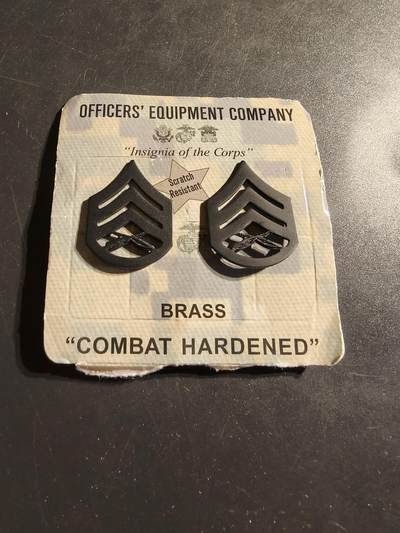 OFFICERS' EQUIPMENT COMPANY
"Insignia of the Corps"
Scratch
Resistant
BRASS
"COMBAT HARDENED"